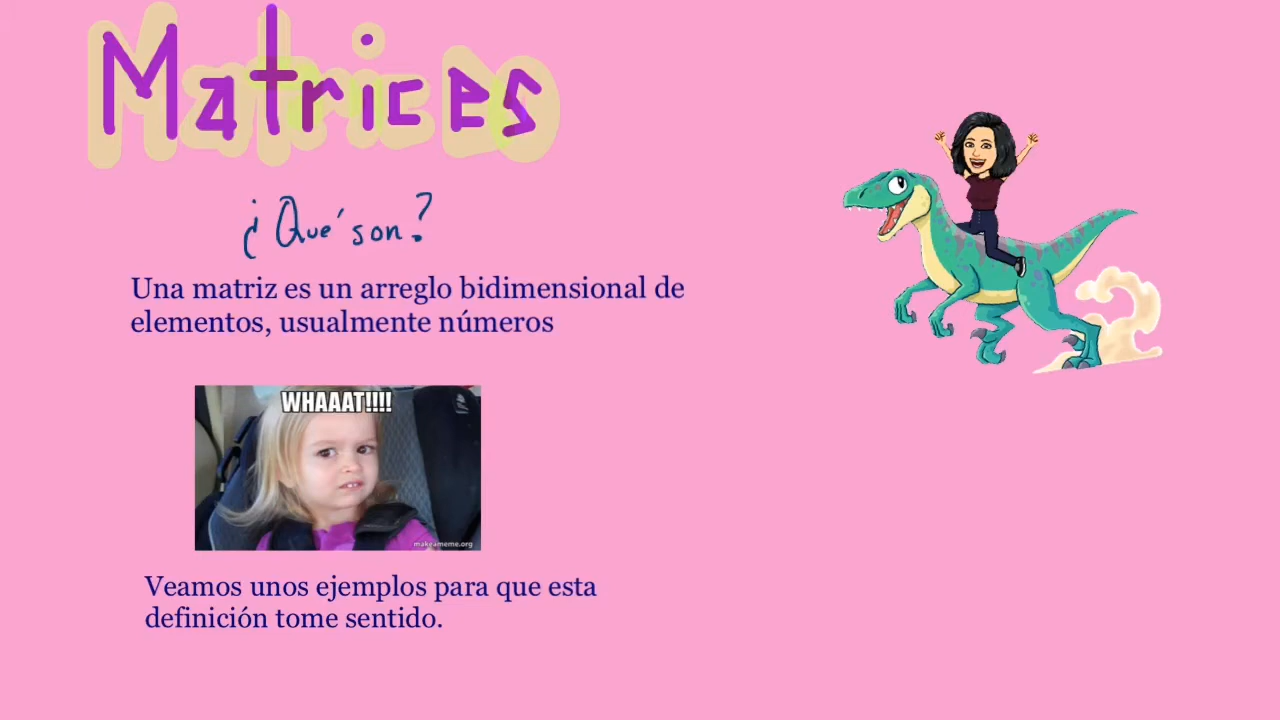 Matrices
¿Qué son?
Una matriz es un arreglo bidimensional de
elementos, usualmente números
WHAAAT!!!!
makeameme.org
Veamos unos ejemplos para que esta
definición tome sentido.